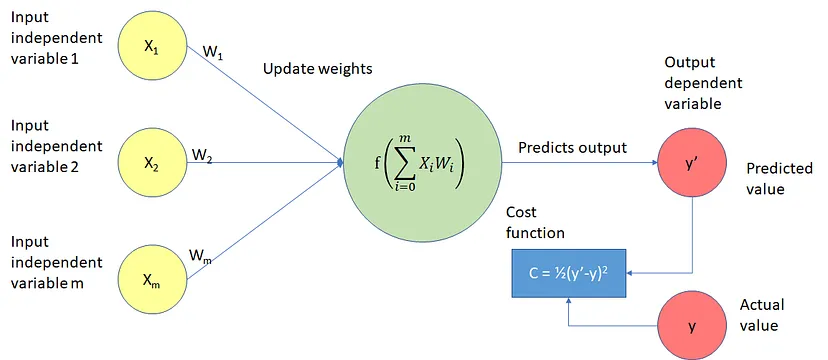 Input
independent
variable 1
X1
W1
Update weights
Input
independent
variable 2
X2
W2
Input
independent
variable m
Xm
Wm
f(∑_{i=0}^{m} XiWi)
Predicts output
Output
dependent
variable
y’
Predicted
value
Cost
function
C = ½(y’-y)²
y
Actual
value